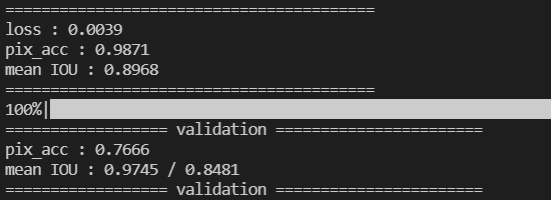 =========================================
loss : 0.0039
pix_acc : 0.9871
mean IOU : 0.8968
=========================================
100%|
================== validation =======================
pix_acc : 0.7666
mean IOU : 0.9745 / 0.8481
================== validation =======================